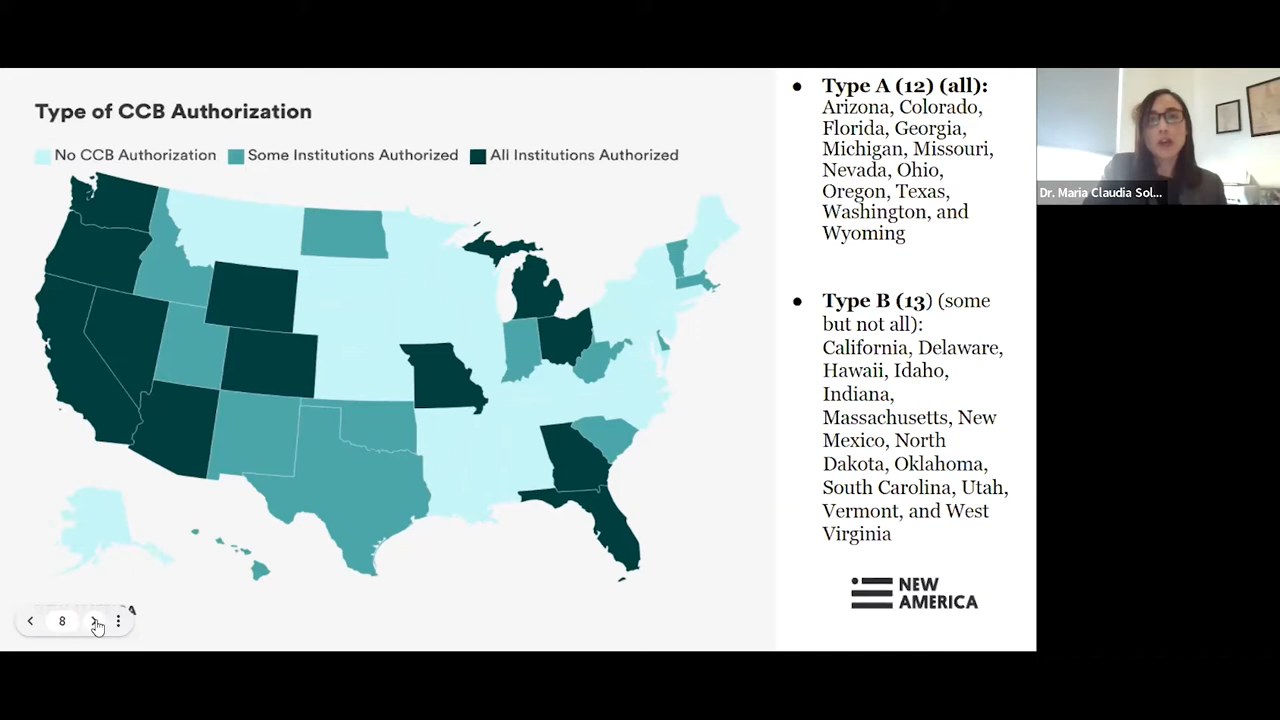 Type of CCB Authorization
No CCB Authorization
Some Institutions Authorized
All Institutions Authorized
● Type A (12) (all):
Arizona, Colorado,
Florida, Georgia,
Michigan, Missouri,
Nevada, Ohio,
Oregon, Texas,
Washington, and
Wyoming
● Type B (13) (some
but not all):
California, Delaware,
Hawaii, Idaho,
Indiana,
Massachusetts, New
Mexico, North
Dakota, Oklahoma,
South Carolina, Utah,
Vermont, and West
Virginia
NEW
AMERICA
8
Dr. Maria Claudia Sol...